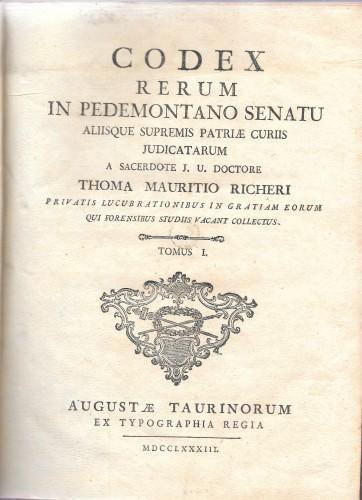 CODEX
RERUM
IN PEDEMONTANO SENATU
ALIISQUE SUPREMIS PATRIÆ CURIIS
JUDICATARUM
A SACERDOTE J. U. DOCTORE
THOMA MAURITIO RICHERI
PRIVATIS LUCUBRATIONIBUS IN GRATIAM EORUM
QUI FORENSIBUS STUDIIS VACANT COLLECTUS.
TOMUS I.
AUGUSTÆ TAURINORUM
EX TYPOGRAPHIA REGIA
MDCCLXXXIII.